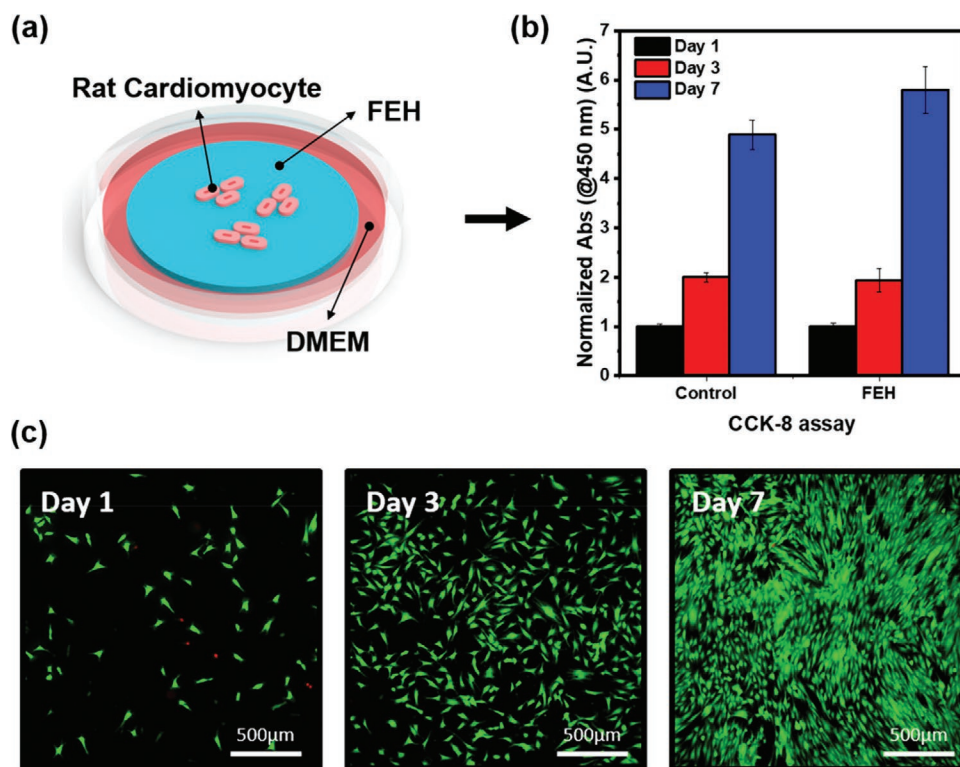 (a)
Rat Cardiomyocyte
FEH
DMEM
(b)
Normalized Abs (@450 nm) (A.U.)
7
6
5
4
3
2
1
0
Day 1
Day 3
Day 7
Control
FEH
CCK-8 assay
(c)
Day 1
500μm
Day 3
500μm
Day 7
500μm